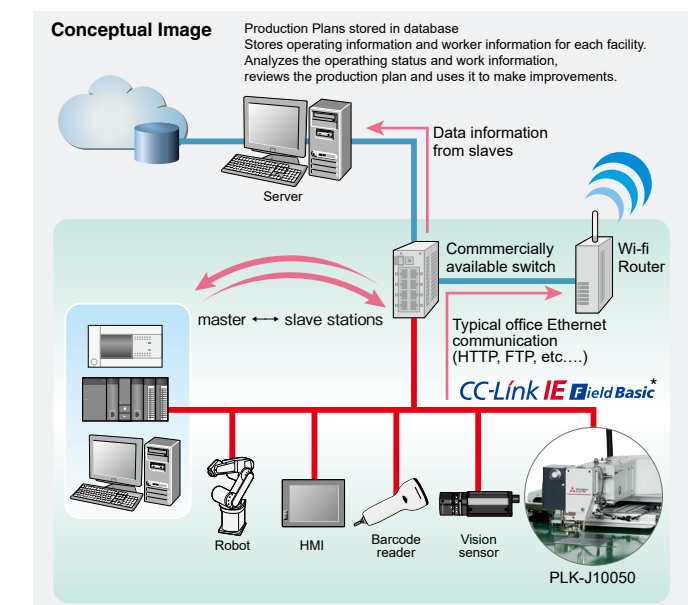 Conceptual Image
Production Plans stored in database
Stores operating information and worker information for each facility.
Analyzes the operathing status and work information,
reviews the production plan and uses it to make improvements.
Data information
from slaves
Server
Commmercially
available switch
Wi-fi
Router
master ⟷ slave stations
Typical office Ethernet
communication
(HTTP, FTP, etc.…)
CC-Link IE Field Basic*
Robot
HMI
Barcode
reader
Vision
sensor
PLK-J10050